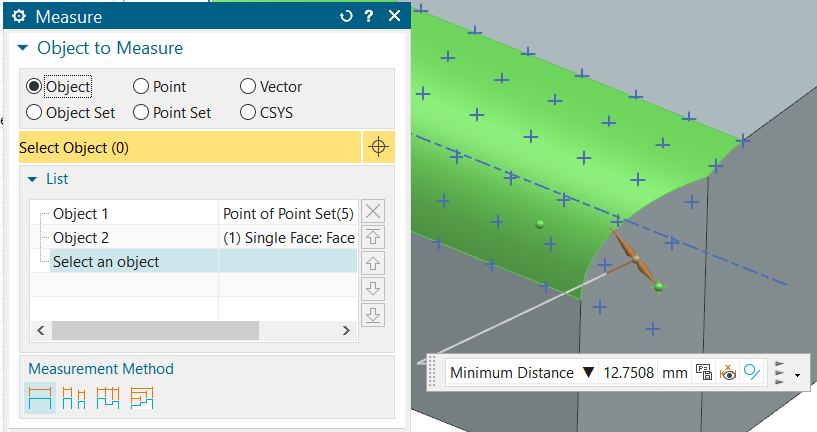 Measure
?
Object to Measure
Object Point Vector
Object Set Point Set CSYS
Select Object (0)
List
Object 1 Point of Point Set(5)
Object 2 (1) Single Face: Face
Select an object
Measurement Method
Minimum Distance 12.7508 mm